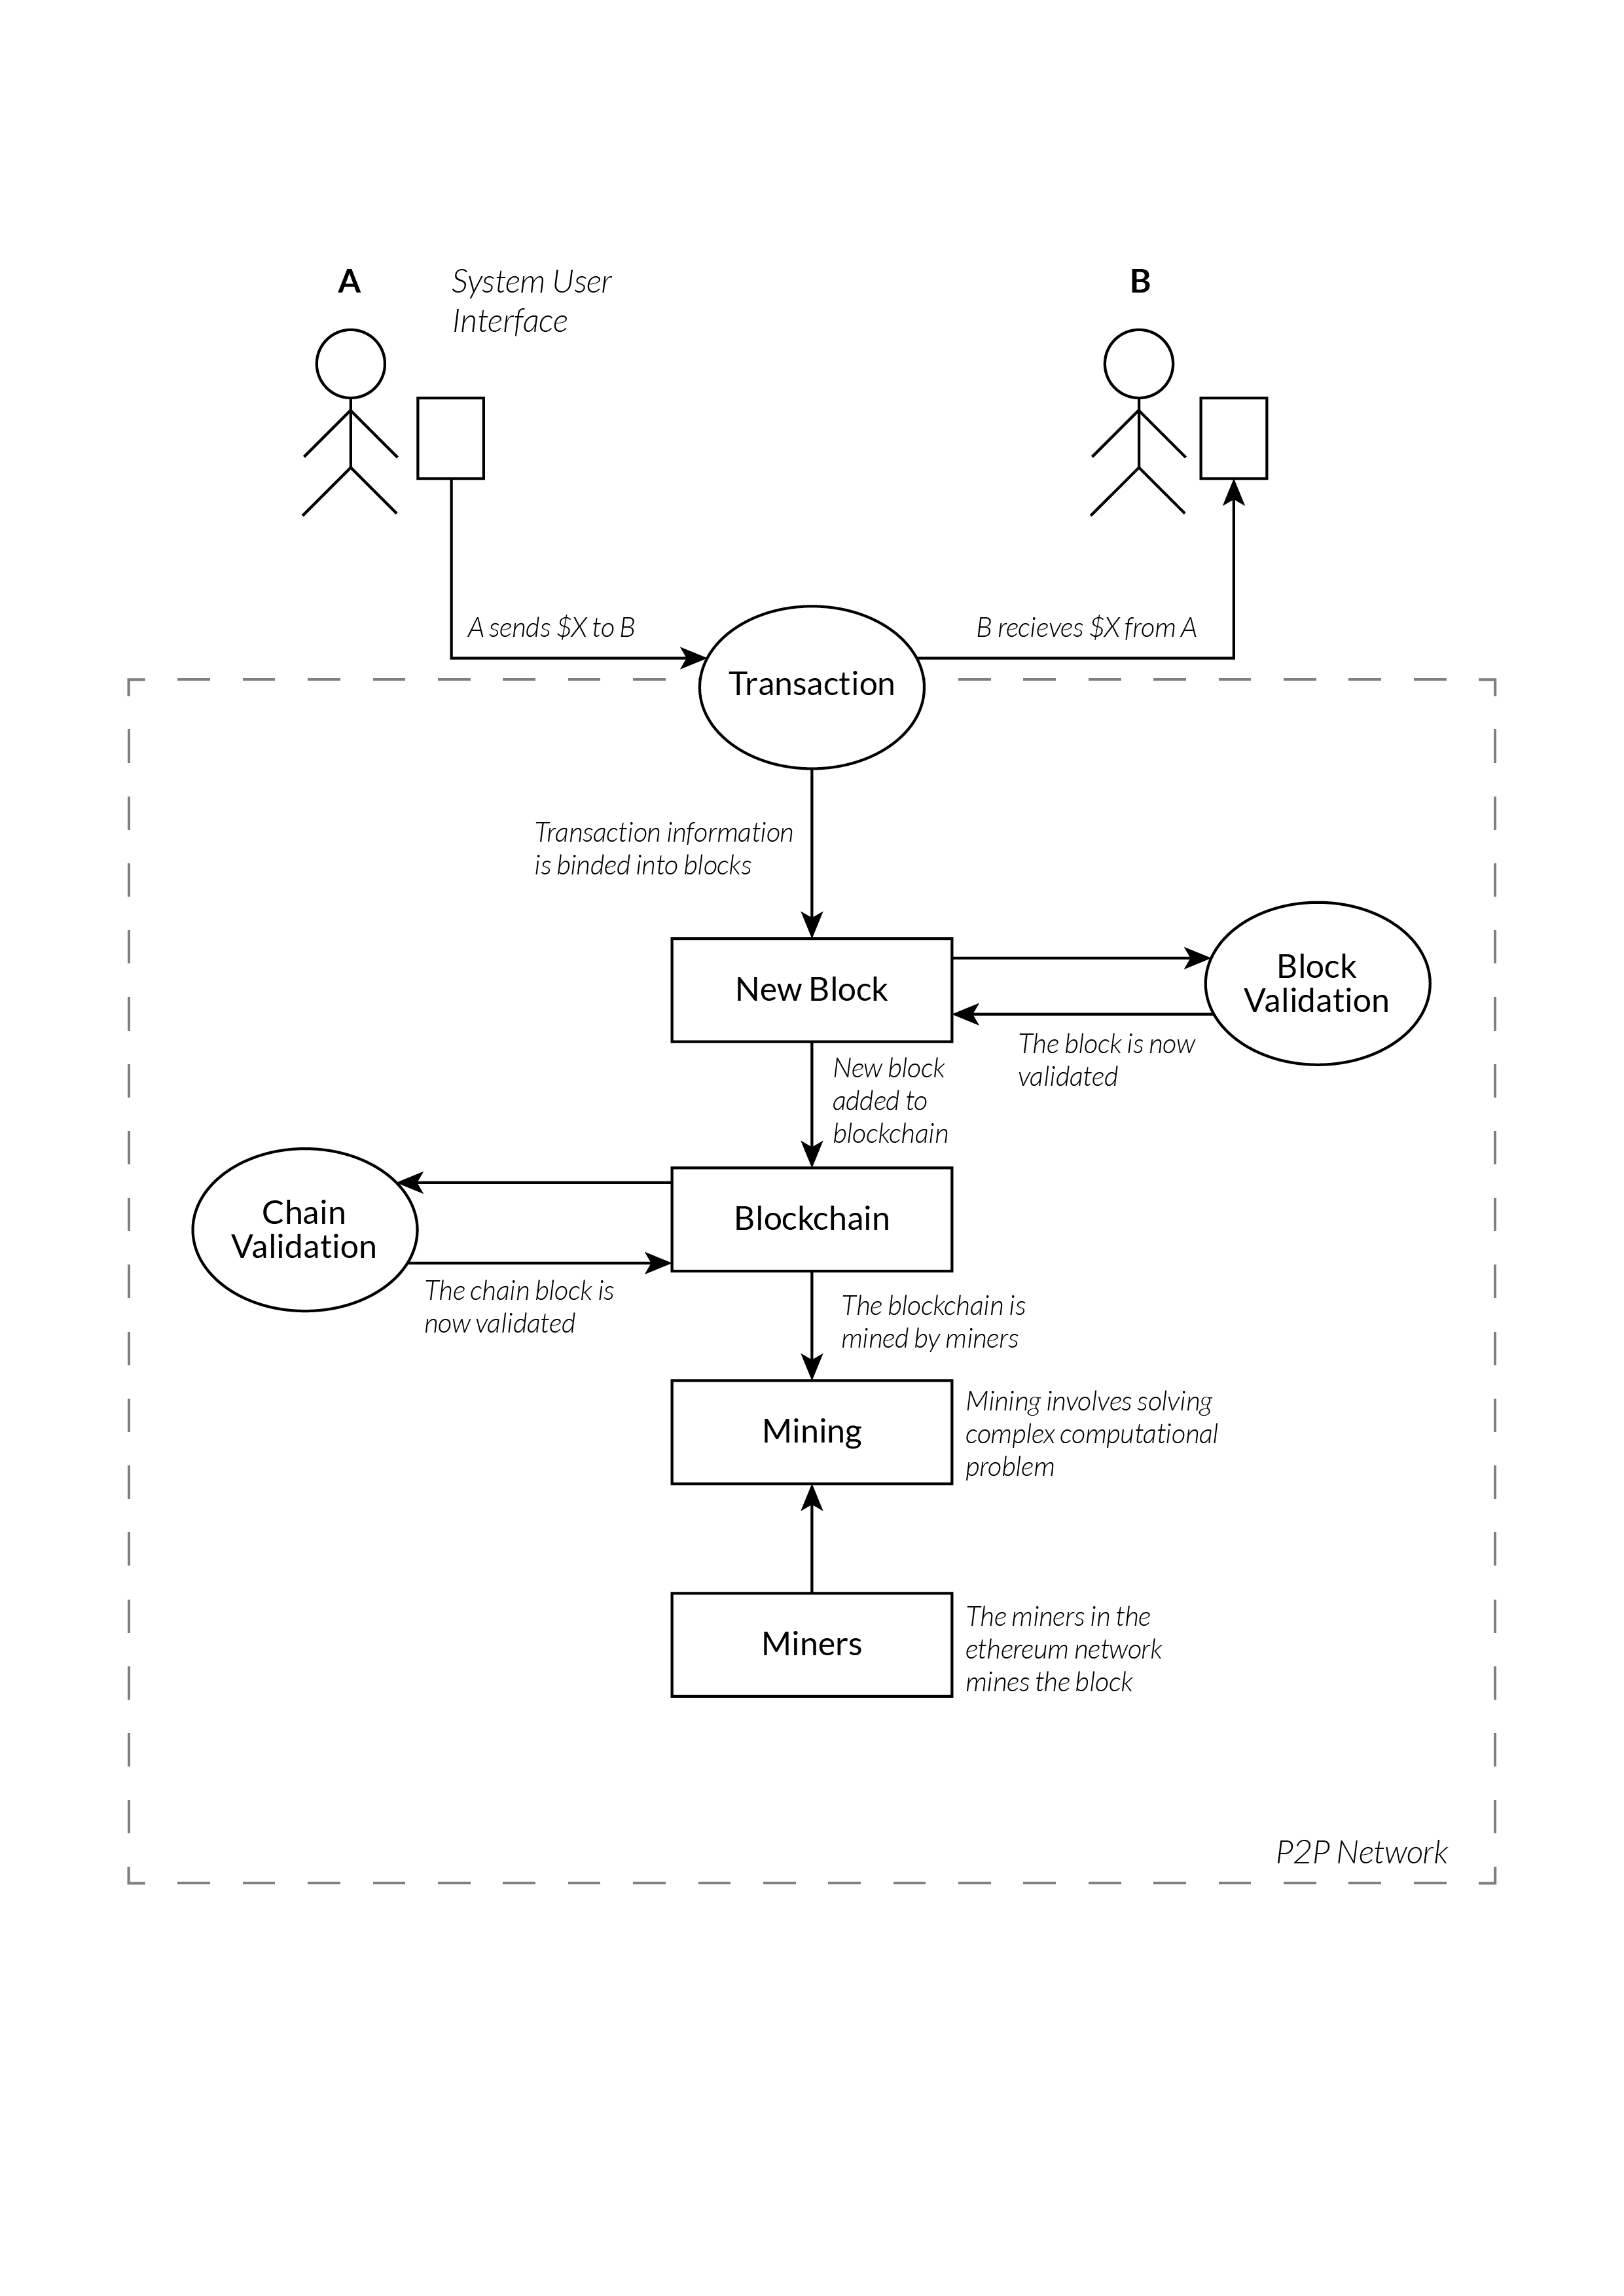 A
System User
Interface
B
A sends $X to B
B recieves $X from A
Transaction
Transaction information
is binded into blocks
New Block
Block
Validation
The block is now
validated
New block
added to
blockchain
Chain
Validation
Blockchain
The chain block is
now validated
The blockchain is
mined by miners
Mining
Mining involves solving
complex computational
problem
Miners
The miners in the
ethereum network
mines the block
P2P Network